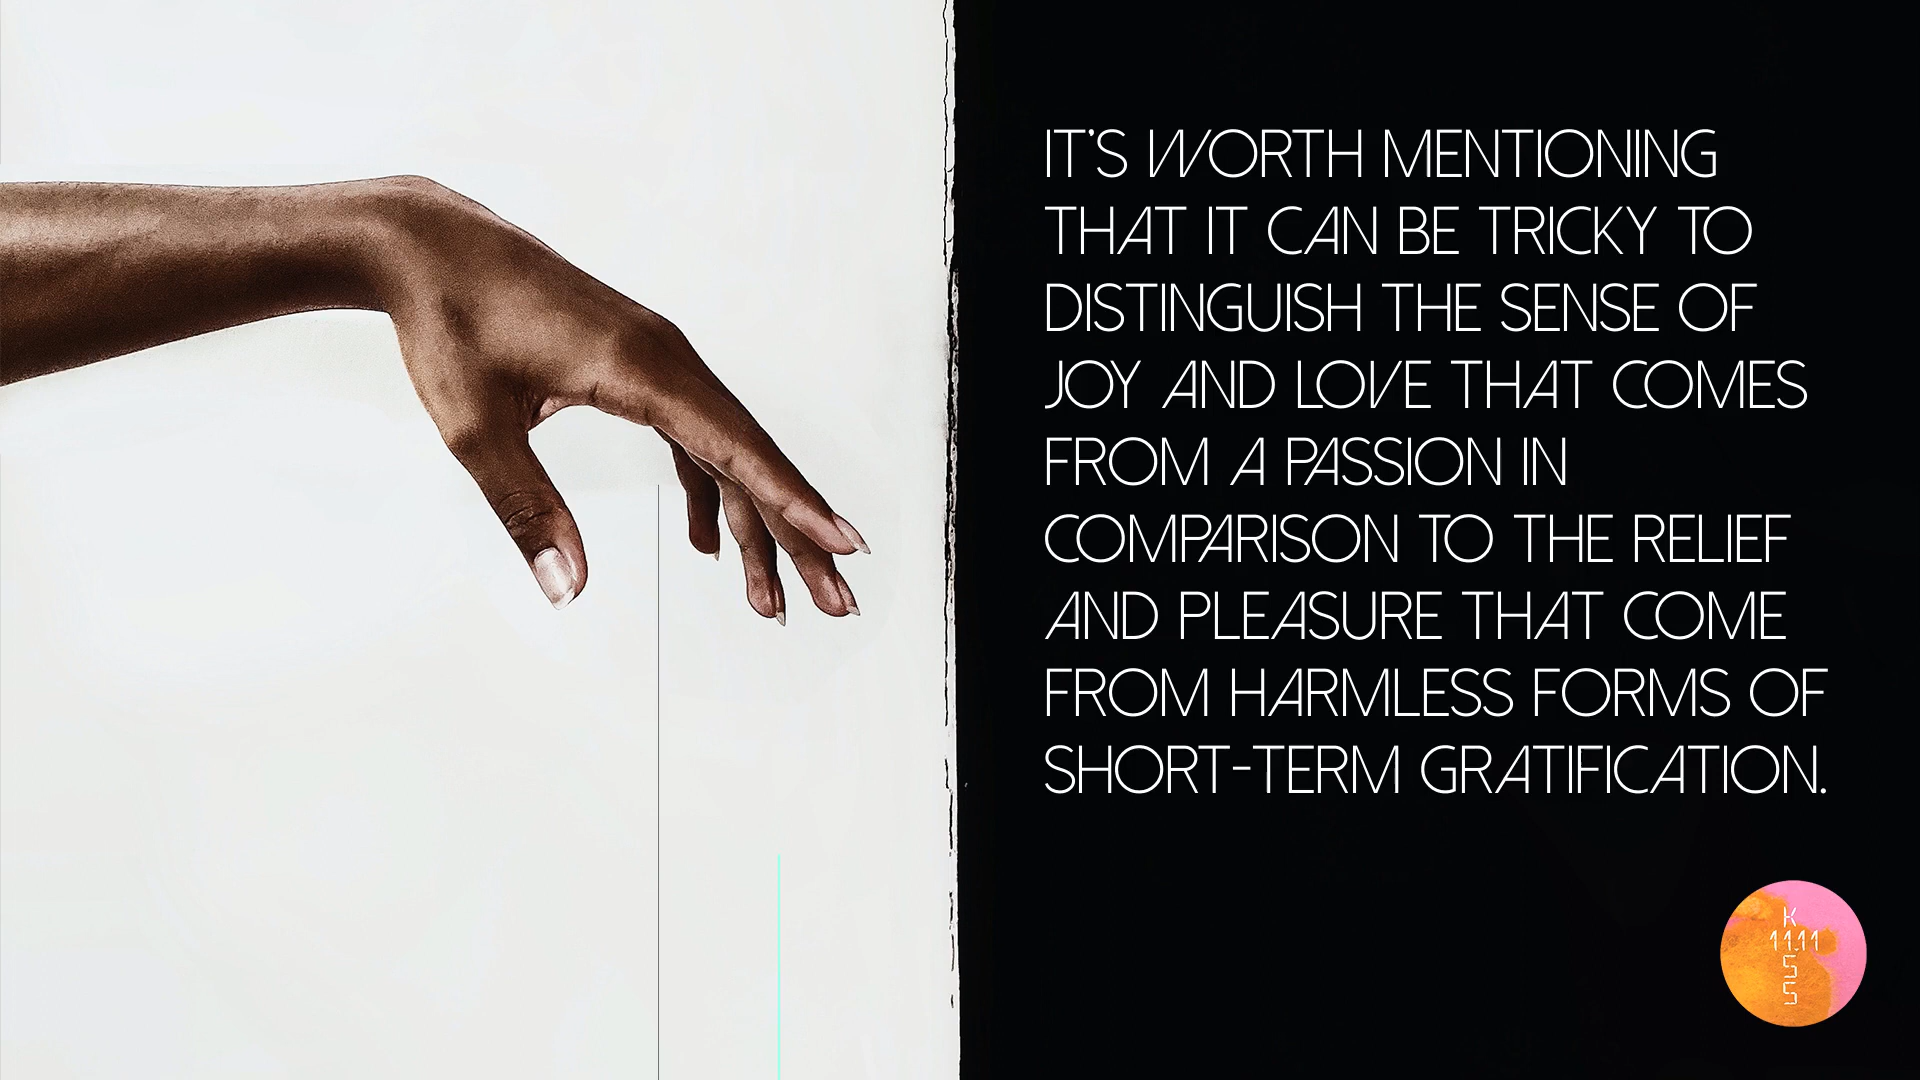 IT'S WORTH MENTIONING
THAT IT CAN BE TRICKY TO
DISTINGUISH THE SENSE OF
JOY AND LOVE THAT COMES
FROM A PASSION IN
COMPARISON TO THE RELIEF
AND PLEASURE THAT COME
FROM HARMLESS FORMS OF
SHORT-TERM GRATIFICATION.
K
11.11
S
S